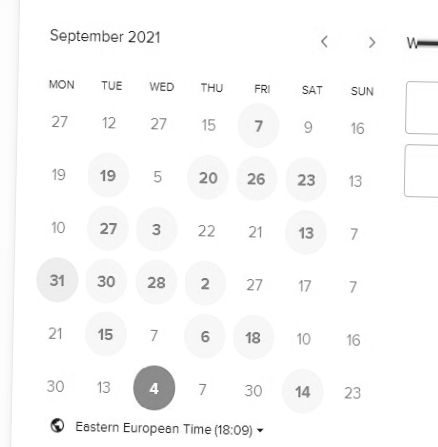 September 2021
W
MON TUE WED THU FRI SAT SUN
27 12 27 15 7 9 16
19 19 5 20 26 23 13
10 27 3 22 21 13 7
31 30 28 2 27 17 7
21 15 7 6 18 10 16
30 13 4 7 30 14 23
Eastern European Time (18:09)